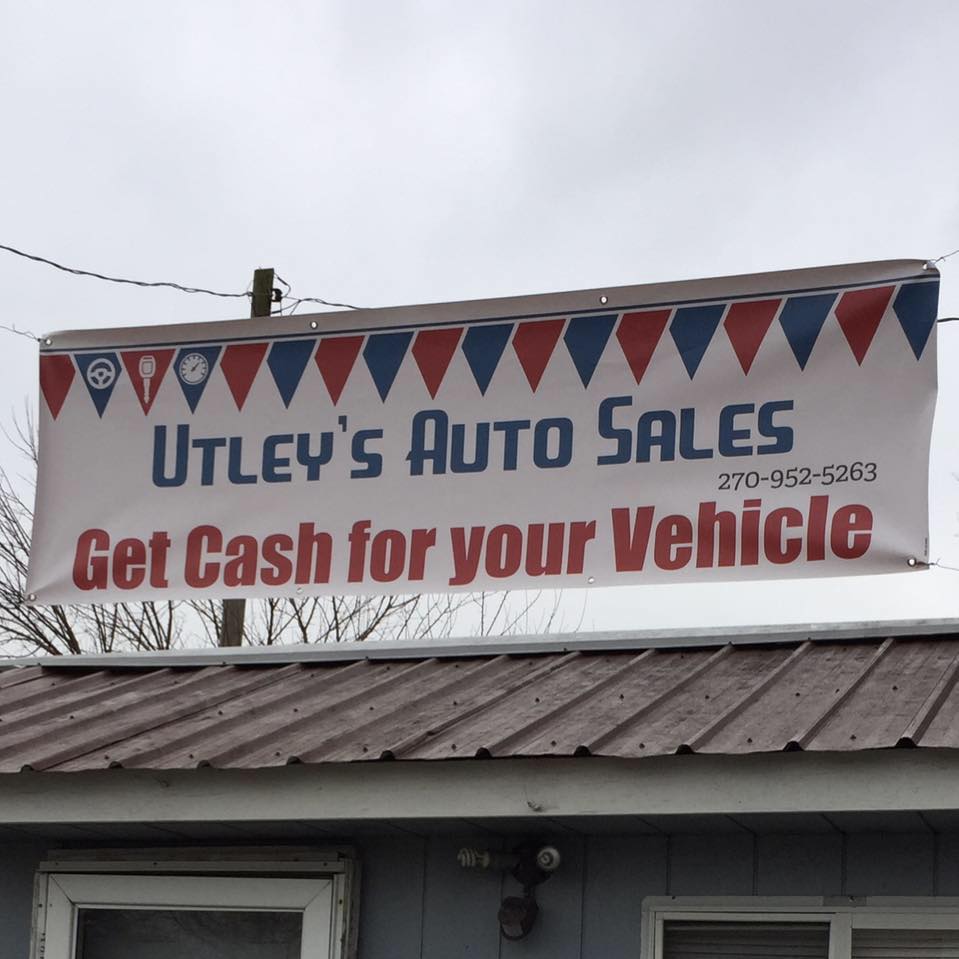 Utley's Auto Sales
270-952-5263
Get Cash for your Vehicle